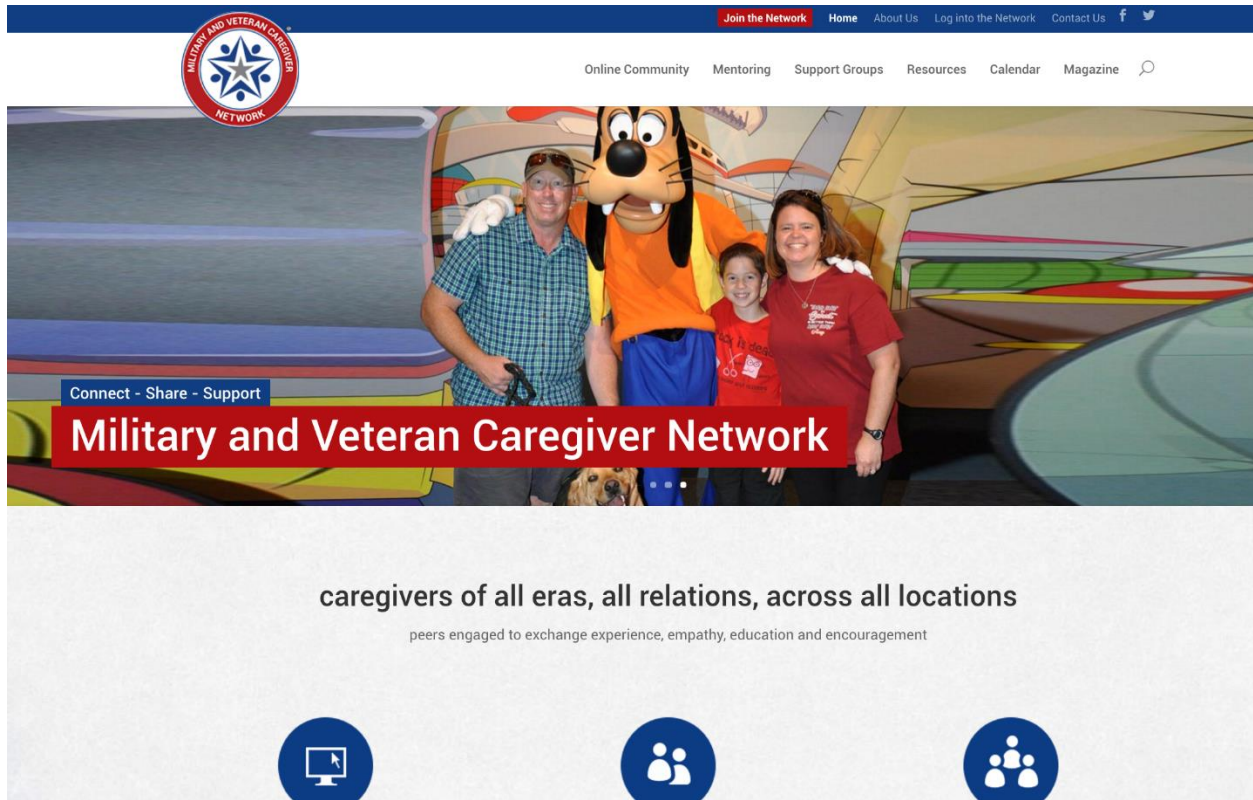 MILITARY AND VETERAN CAREGIVER
NETWORK
Join the Network Home About Us Log into the Network Contact Us f
Online Community Mentoring Support Groups Resources Calendar Magazine
Connect - Share - Support
Military and Veteran Caregiver Network
caregivers of all eras, all relations, across all locations
peers engaged to exchange experience, empathy, education and encouragement